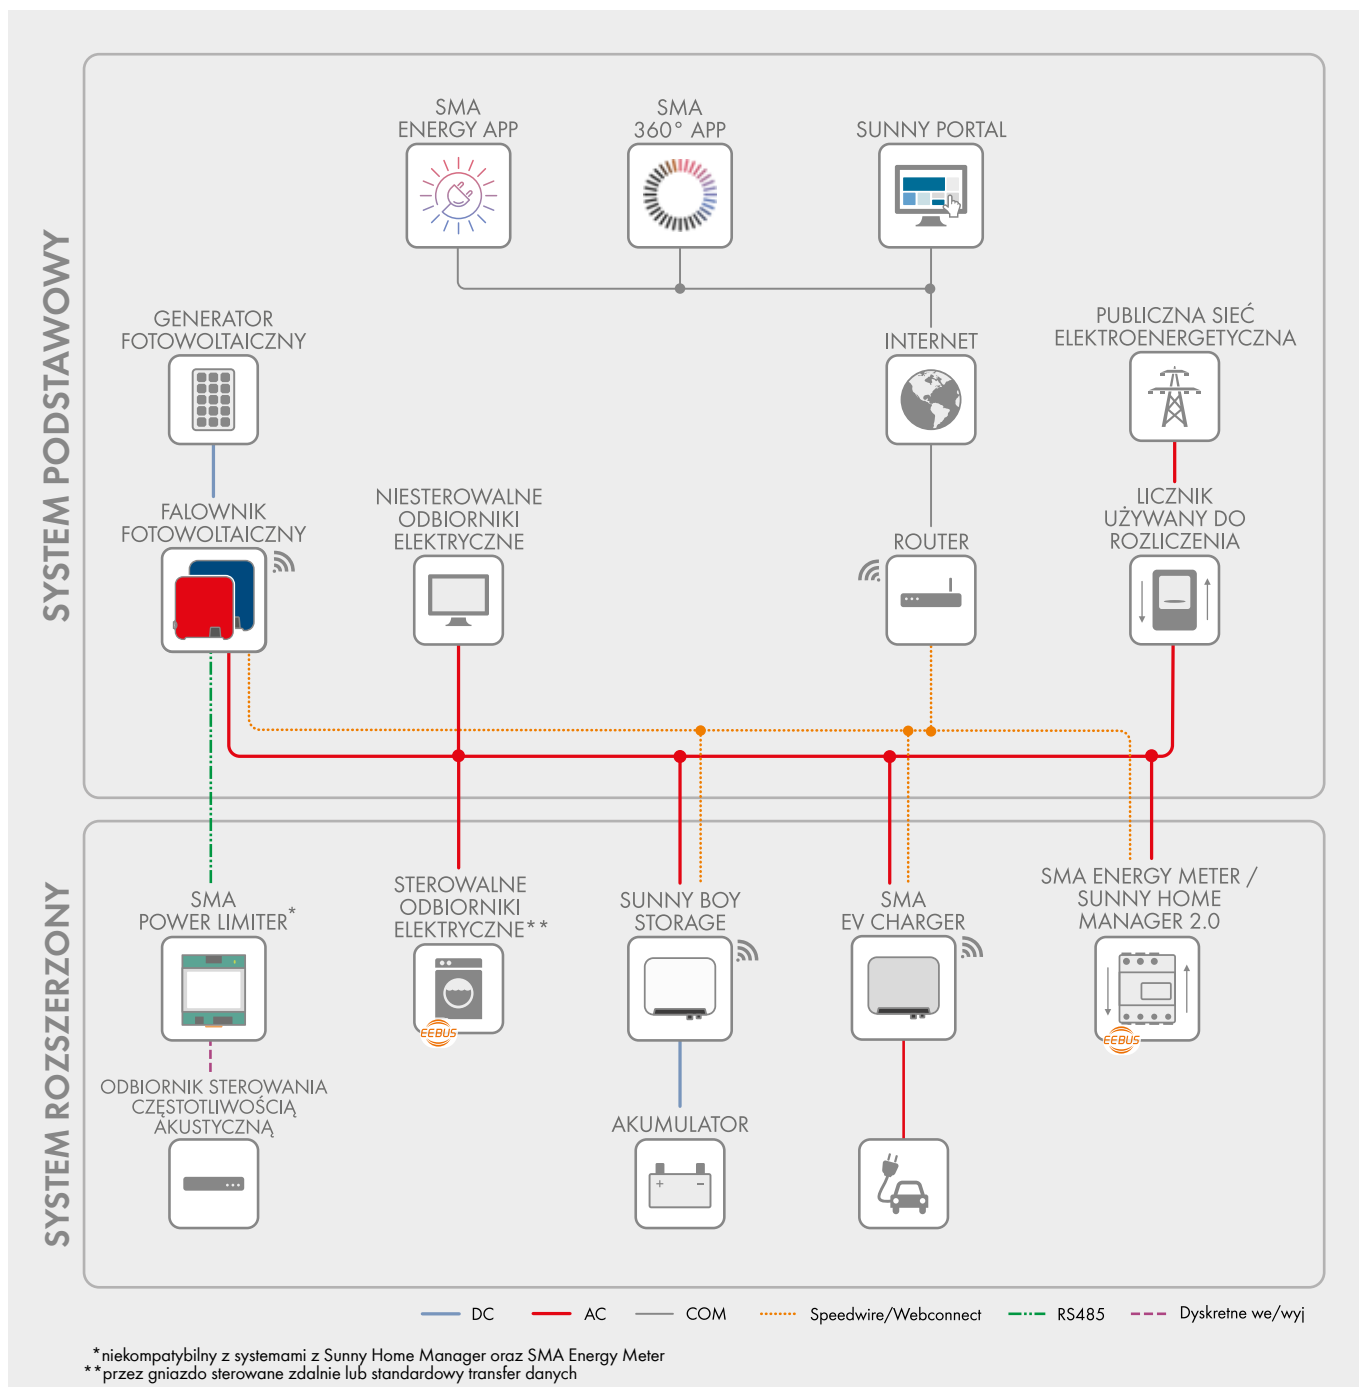 SYSTEM PODSTAWOWY
SMA
ENERGY APP
SMA
360° APP
SUNNY PORTAL
GENERATOR
FOTOWOLTAICZNY
INTERNET
PUBLICZNA SIEĆ
ELEKTROENERGETYCZNA
FALOWNIK
FOTOWOLTAICZNY
NIESTEROWALNE
ODBIORNIKI
ELEKTRYCZNE
ROUTER
LICZNIK
UŻYWANY DO
ROZLICZENIA
SYSTEM ROZSZERZONY
SMA
POWER LIMITER*
STEROWALNE
ODBIORNIKI
ELEKTRYCZNE**
EEBUS
SUNNY BOY
STORAGE
SMA
EV CHARGER
SMA ENERGY METER /
SUNNY HOME
MANAGER 2.0
EEBUS
ODBIORNIK STEROWANIA
CZĘSTOTLIWOŚCIĄ
AKUSTYCZNĄ
AKUMULATOR
+ −
DC
AC
COM
Speedwire/Webconnect
RS485
Dyskretne we/wyj
*niekompatybilny z systemami z Sunny Home Manager oraz SMA Energy Meter
**przez gniazdo sterowane zdalnie lub standardowy transfer danych